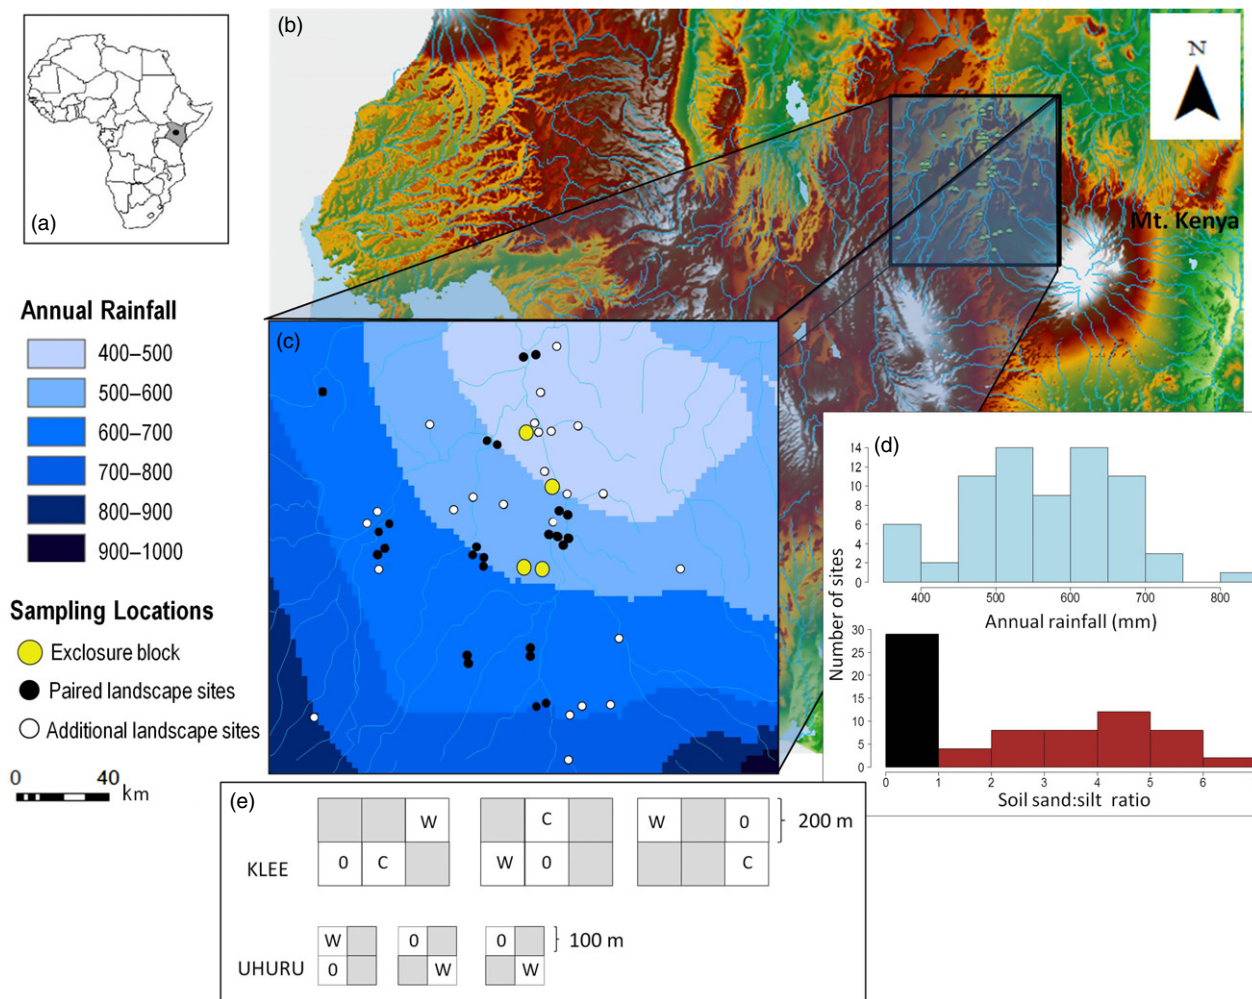 (a)
(b)
N
Mt. Kenya
Annual Rainfall
400–500
500–600
600–700
700–800
800–900
900–1000
Sampling Locations
Exclosure block
Paired landscape sites
Additional landscape sites
0 40
km
(c)
(d)
Number of sites
14
12
10
8
6
4
2
0
400 500 600 700 800
Annual rainfall (mm)
30
25
20
15
10
5
0
0 1 2 3 4 5 6
Soil sand:silt ratio
(e)
KLEE
W C W 0
0 C W 0 C
200 m
UHURU
W 0 0
0 W W
100 m